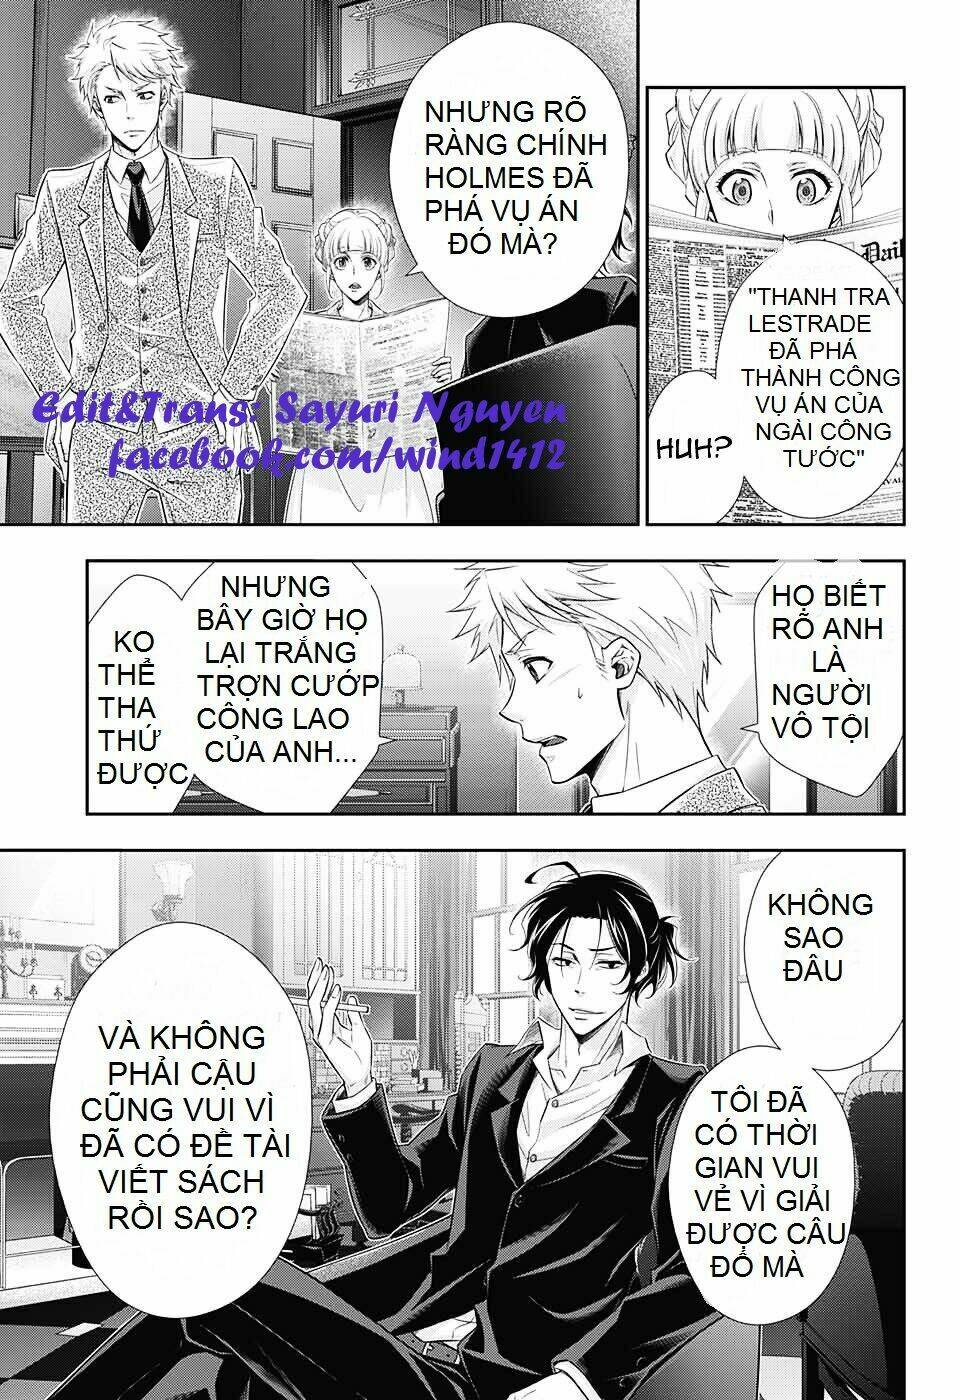 Dail
"THANH TRA
LESTRADE
ĐÃ PHÁ
THÀNH CÔNG
VỤ ÁN CỦA
NGÀI CÔNG
TƯỚC"
HUH?
NHƯNG RÕ
RÀNG CHÍNH
HOLMES ĐÃ
PHÁ VỤ ÁN
ĐÓ MÀ?
Edit&Trans: Sayuri Nguyen
facebook.com/wind1412
HỌ BIẾT
RÕ ANH
LÀ
NGƯỜI
VÔ TỘI
NHƯNG
BÂY GIỜ HỌ
LẠI TRẮNG
TRỢN CƯỚP
CÔNG LAO
CỦA ANH...
KO
THỂ
THA
THỨ
ĐƯỢC
KHÔNG
SAO
ĐÂU
TÔI ĐÃ
CÓ THỜI
GIAN VUI
VẺ VÌ GIẢI
ĐƯỢC CÂU
ĐỐ MÀ
VÀ KHÔNG
PHẢI CẬU
CŨNG VUI VÌ
ĐÃ CÓ ĐỀ TÀI
VIẾT SÁCH
RỒI SAO?